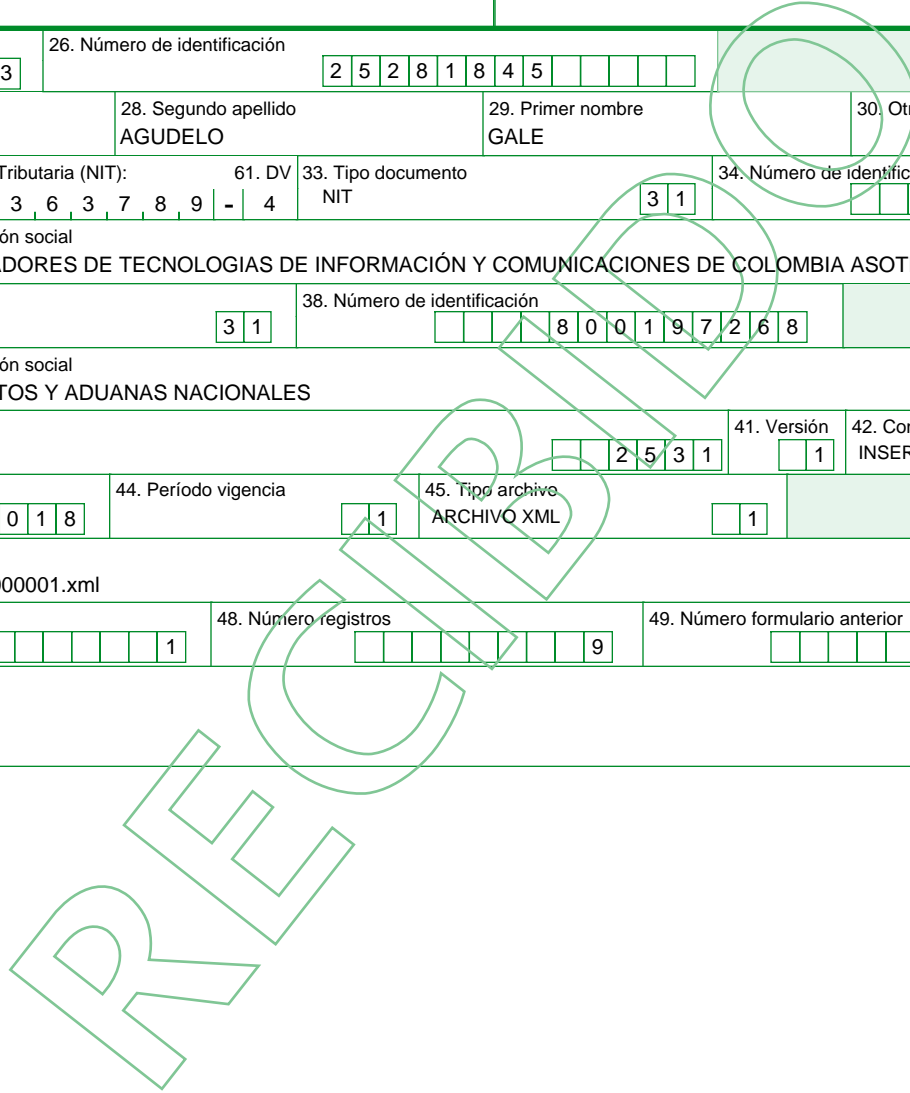 26. Número de identificación
3 2 5 2 8 1 8 4 5
28. Segundo apellido 29. Primer nombre 30. Otr
AGUDELO GALE
Tributaria (NIT): 61. DV 33. Tipo documento 34. Número de identific
3 6 3 7 8 9 - 4 NIT 3 1
ón social
ADORES DE TECNOLOGIAS DE INFORMACIÓN Y COMUNICACIONES DE COLOMBIA ASOT
38. Número de identificación
3 1 8 0 0 1 9 7 2 6 8
ón social
TOS Y ADUANAS NACIONALES
41. Versión 42. Con
2 5 3 1 1 INSER
44. Período vigencia 45. Tipo archivo
0 1 8 1 ARCHIVO XML 1
000001.xml
48. Número registros 49. Número formulario anterior
1 9
RECIBIDO